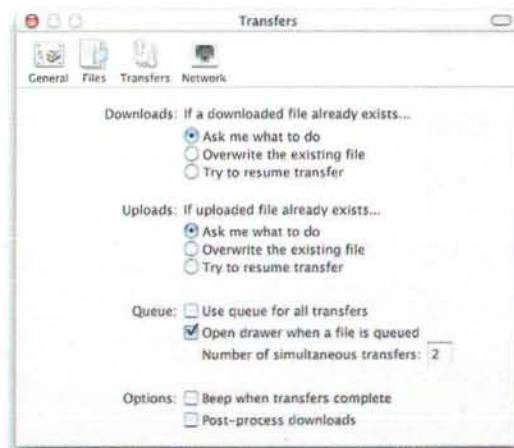 Transfers
General Files Transfers Network
Downloads: If a downloaded file already exists...
Ask me what to do
Overwrite the existing file
Try to resume transfer
Uploads: If uploaded file already exists...
Ask me what to do
Overwrite the existing file
Try to resume transfer
Queue: Use queue for all transfers
Open drawer when a file is queued
Number of simultaneous transfers: 2
Options: Beep when transfers complete
Post-process downloads